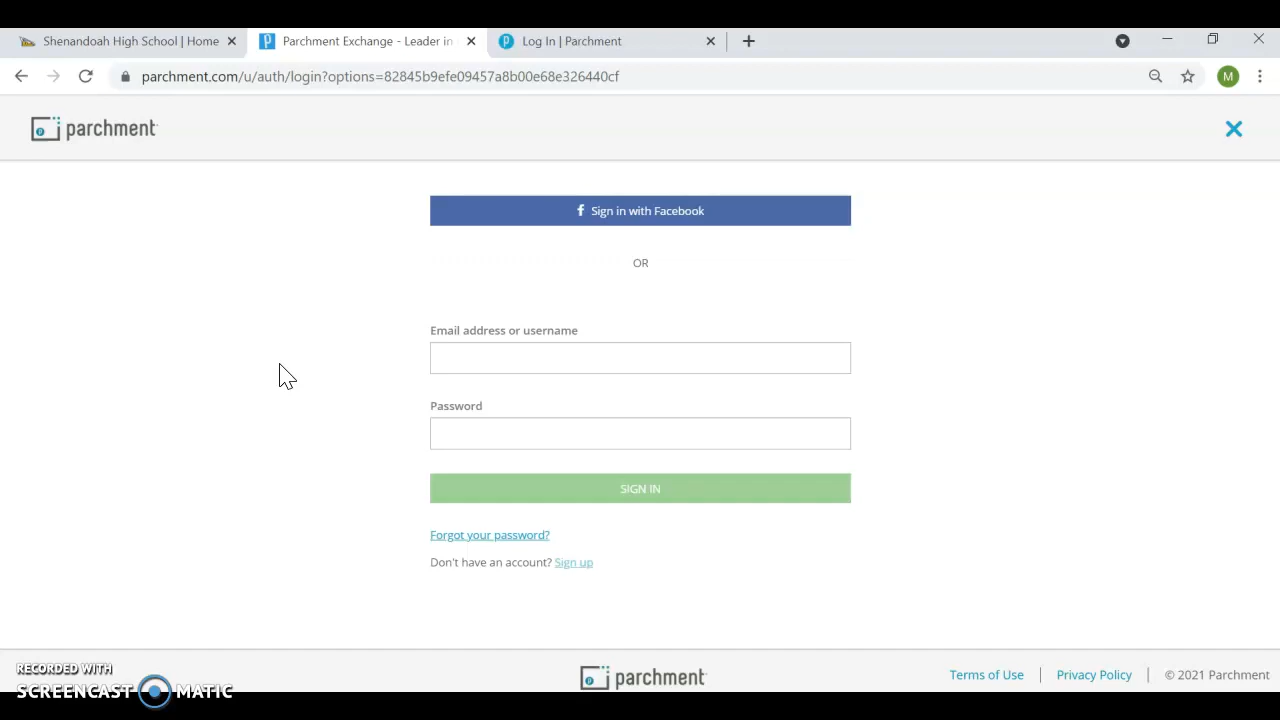 Shenandoah High School | Home
Parchment Exchange - Leader in
Log In | Parchment
parchment.com/u/auth/login?options=82845b9efe09457a8b00e68e326440cf
M
parchment
f Sign in with Facebook
OR
Email address or username
Password
SIGN IN
Forgot your password?
Don't have an account? Sign up
RECORDED WITH
SCREENCAST MATIC
parchment
Terms of Use
Privacy Policy
© 2021 Parchment